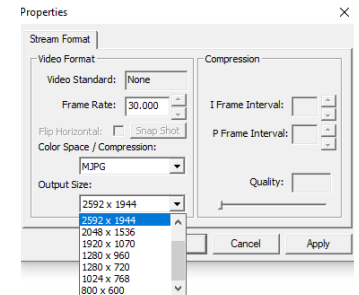 Properties
Stream Format
Video Format
Compression
Video Standard: None
Frame Rate: 30.000
I Frame Interval:
Flip Horizontal: Snap Shot
P Frame Interval:
Color Space / Compression:
MJPG
Output Size:
Quality:
2592 x 1944
2592 x 1944
2048 x 1536
1920 x 1070
1280 x 960
1280 x 720
1024 x 768
800 x 600
Cancel Apply